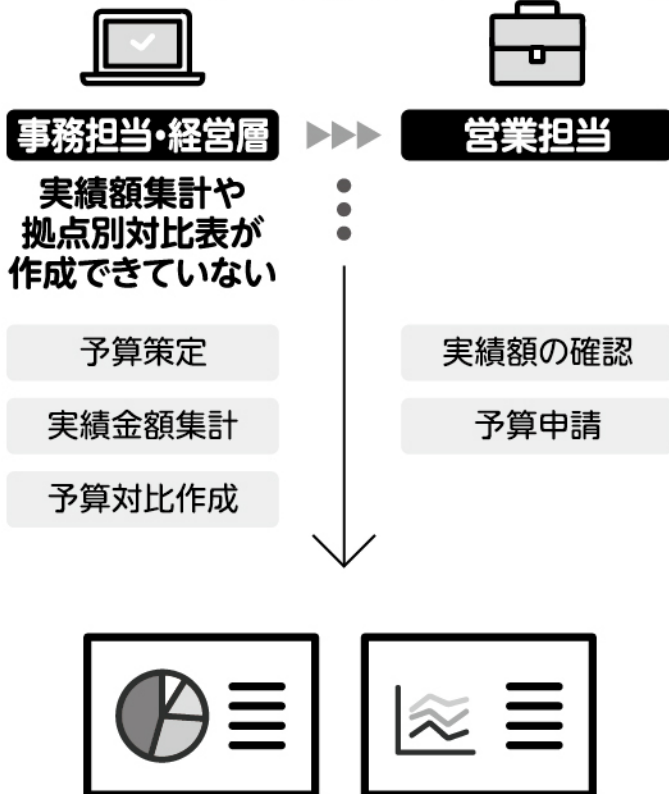 事務担当・経営層
営業担当
実績額集計や
拠点別対比表が
作成できていない
予算策定
実績金額集計
予算対比作成
実績額の確認
予算申請